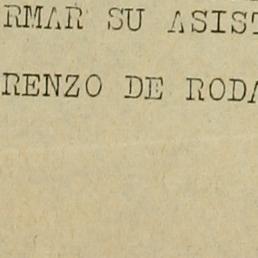 RMAR SU ASIST
RENZO DE RODA